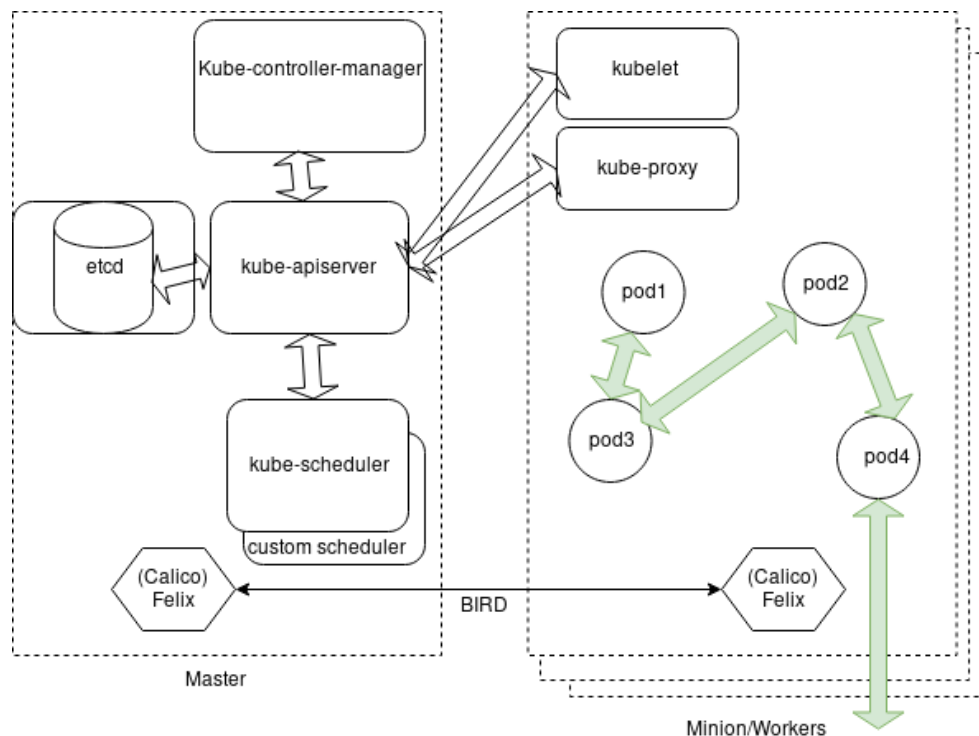 Kube-controller-manager
etcd
kube-apiserver
kube-scheduler
custom scheduler
(Calico)
Felix
Master
BIRD
kubelet
kube-proxy
pod1
pod2
pod3
pod4
(Calico)
Felix
Minion/Workers